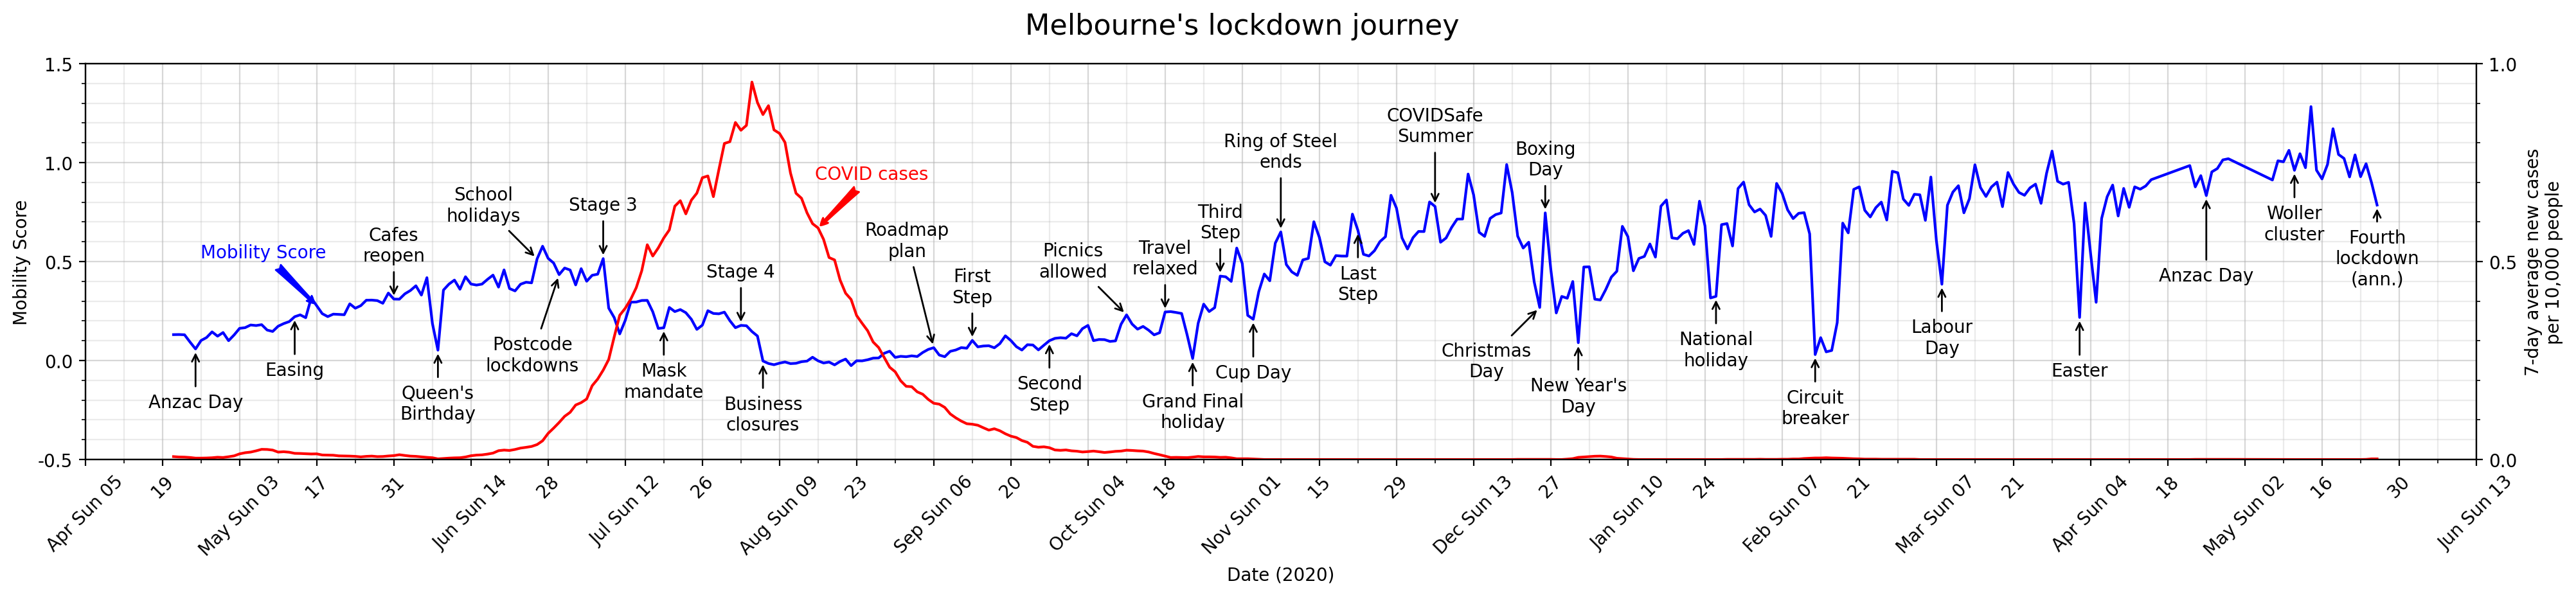 Melbourne's lockdown journey
Mobility Score
1.5
1.0
0.5
0.0
-0.5
Mobility Score
Anzac Day
Easing
Cafes
reopen
Queen's
Birthday
School
holidays
Postcode
lockdowns
Stage 3
Mask
mandate
Stage 4
Business
closures
COVID cases
Roadmap
plan
First
Step
Second
Step
Picnics
allowed
Travel
relaxed
Grand Final
holiday
Third
Step
Cup Day
Ring of Steel
ends
Last
Step
COVIDSafe
Summer
Christmas
Day
Boxing
Day
New Year's
Day
National
holiday
Circuit
breaker
Labour
Day
Easter
Anzac Day
Woller
cluster
Fourth
lockdown
(ann.)
1.0
0.5
0.0
7-day average new cases
per 10,000 people
Apr Sun 05
19
May Sun 03
17
31
Jun Sun 14
28
Jul Sun 12
26
Aug Sun 09
23
Sep Sun 06
20
Oct Sun 04
18
Nov Sun 01
15
29
Dec Sun 13
27
Jan Sun 10
24
Feb Sun 07
21
Mar Sun 07
21
Apr Sun 04
18
May Sun 02
16
30
Jun Sun 13
Date (2020)